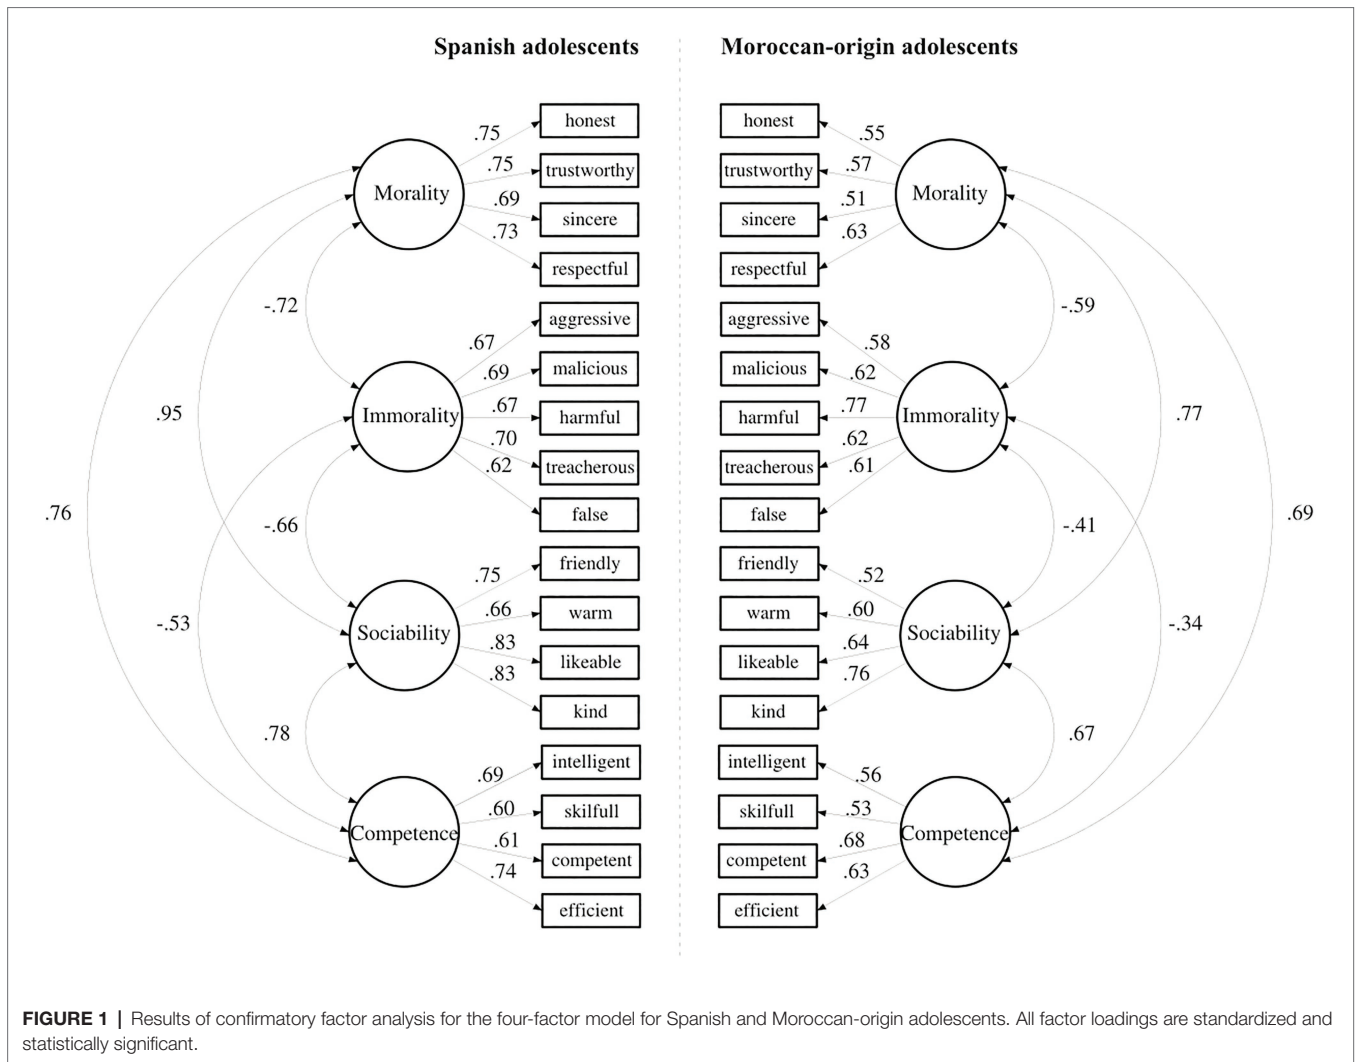 Spanish adolescents
Moroccan-origin adolescents
Morality
Immorality
Sociability
Competence
.75
.75
.69
.73
.67
.69
.67
.70
.62
.75
.66
.83
.83
.69
.60
.61
.74
-.72
.95
.76
-.66
-.53
.78
honest
trustworthy
sincere
respectful
aggressive
malicious
harmful
treacherous
false
friendly
warm
likeable
kind
intelligent
skilfull
competent
efficient
honest
trustworthy
sincere
respectful
aggressive
malicious
harmful
treacherous
false
friendly
warm
likeable
kind
intelligent
skilfull
competent
efficient
.55
.57
.51
.63
.58
.62
.77
.62
.61
.52
.60
.64
.76
.56
.53
.68
.63
Morality
Immorality
Sociability
Competence
-.59
.77
.69
-.41
-.34
.67
FIGURE 1 | Results of confirmatory factor analysis for the four-factor model for Spanish and Moroccan-origin adolescents. All factor loadings are standardized and
statistically significant.